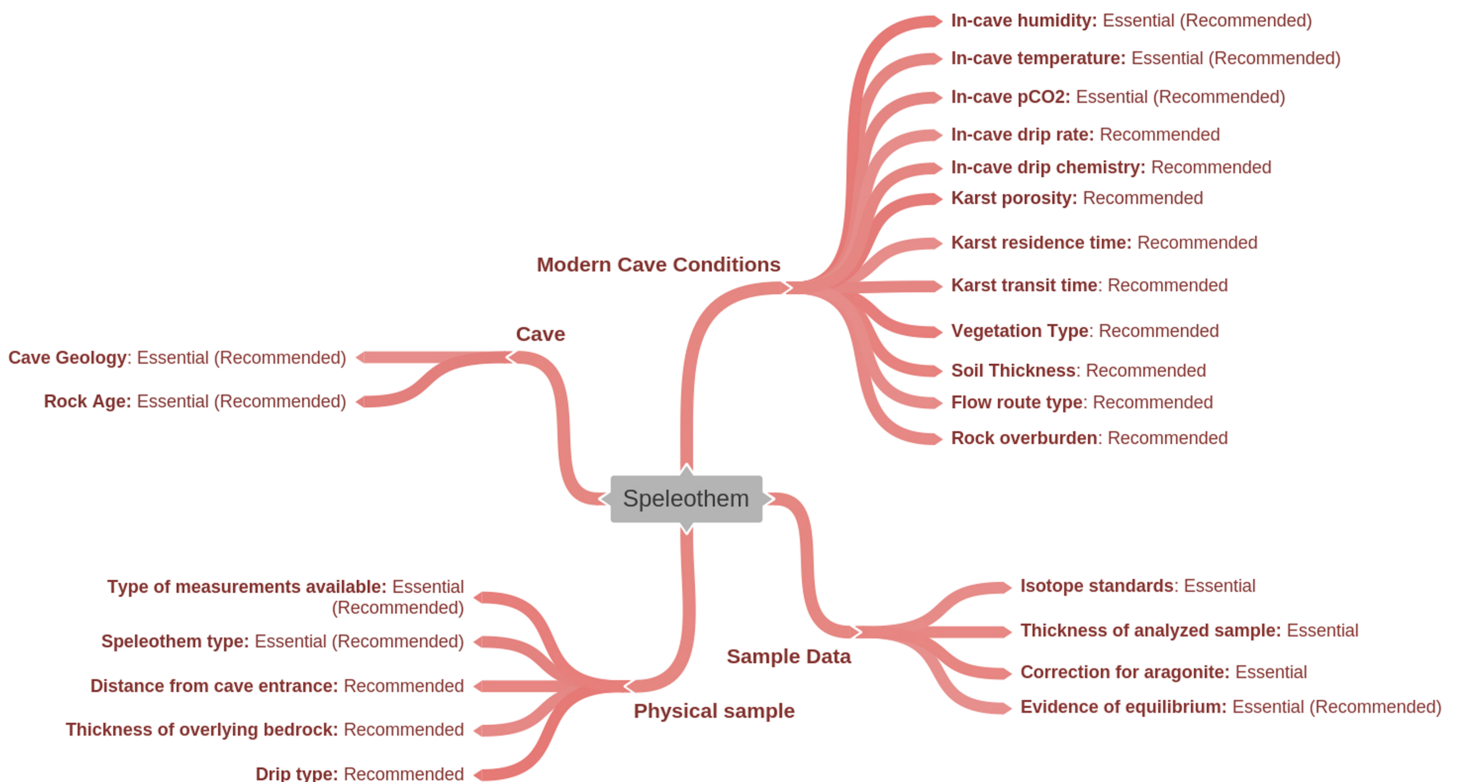 In-cave humidity: Essential (Recommended)
In-cave temperature: Essential (Recommended)
In-cave pCO2: Essential (Recommended)
In-cave drip rate: Recommended
In-cave drip chemistry: Recommended
Karst porosity: Recommended
Karst residence time: Recommended
Modern Cave Conditions
Karst transit time: Recommended
Vegetation Type: Recommended
Soil Thickness: Recommended
Flow route type: Recommended
Rock overburden: Recommended
Cave
Cave Geology: Essential (Recommended)
Rock Age: Essential (Recommended)
Speleothem
Type of measurements available: Essential
(Recommended)
Speleothem type: Essential (Recommended)
Distance from cave entrance: Recommended
Thickness of overlying bedrock: Recommended
Drip type: Recommended
Physical sample
Sample Data
Isotope standards: Essential
Thickness of analyzed sample: Essential
Correction for aragonite: Essential
Evidence of equilibrium: Essential (Recommended)